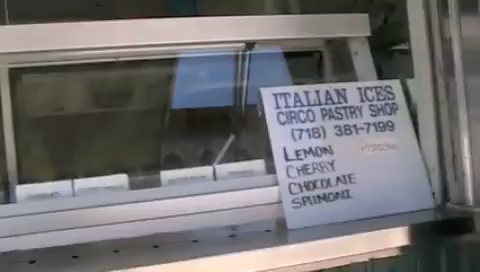 ITALIAN ICES
CIRCO PASTRY SHOP
(718) 381-7199
LEMON
CHERRY
CHOCOLATE
SPUMONI